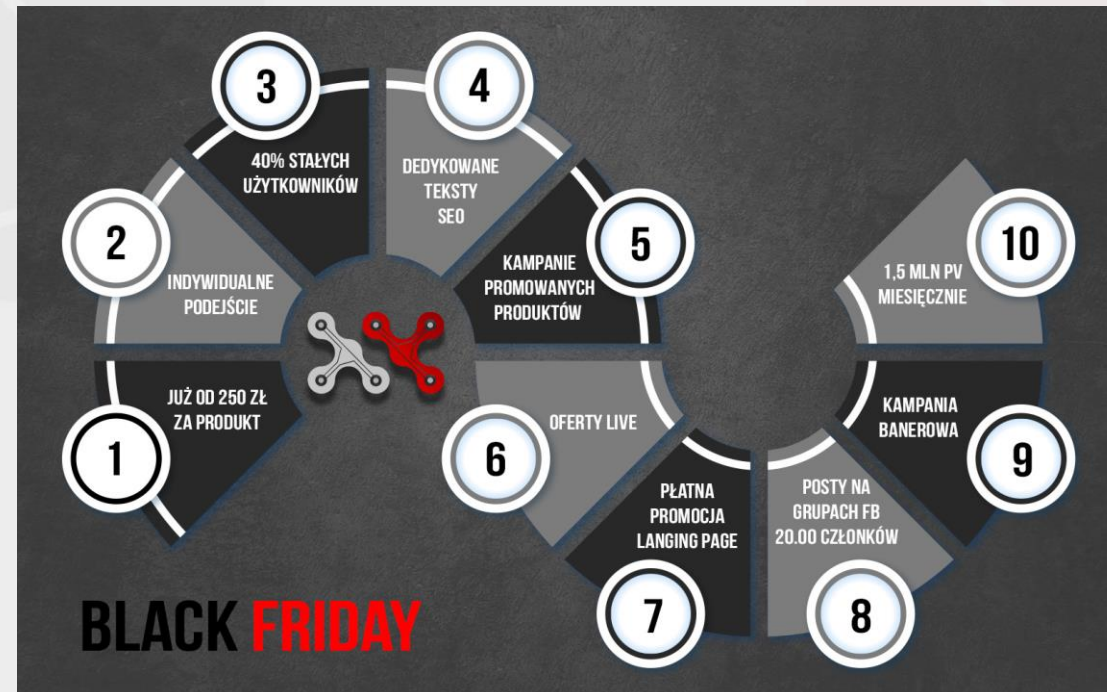 1
JUŻ OD 250 ZŁ
ZA PRODUKT
2
INDYWIDUALNE
PODEJŚCIE
3
40% STAŁYCH
UŻYTKOWNIKÓW
4
DEDYKOWANE
TEKSTY
SEO
5
KAMPANIE
PROMOWANYCH
PRODUKTÓW
6
OFERTY LIVE
7
PŁATNA
PROMOCJA
LANGING PAGE
8
POSTY NA
GRUPACH FB
20.00 CZŁONKÓW
9
KAMPANIA
BANEROWA
10
1,5 MLN PV
MIESIĘCZNIE
BLACK FRIDAY